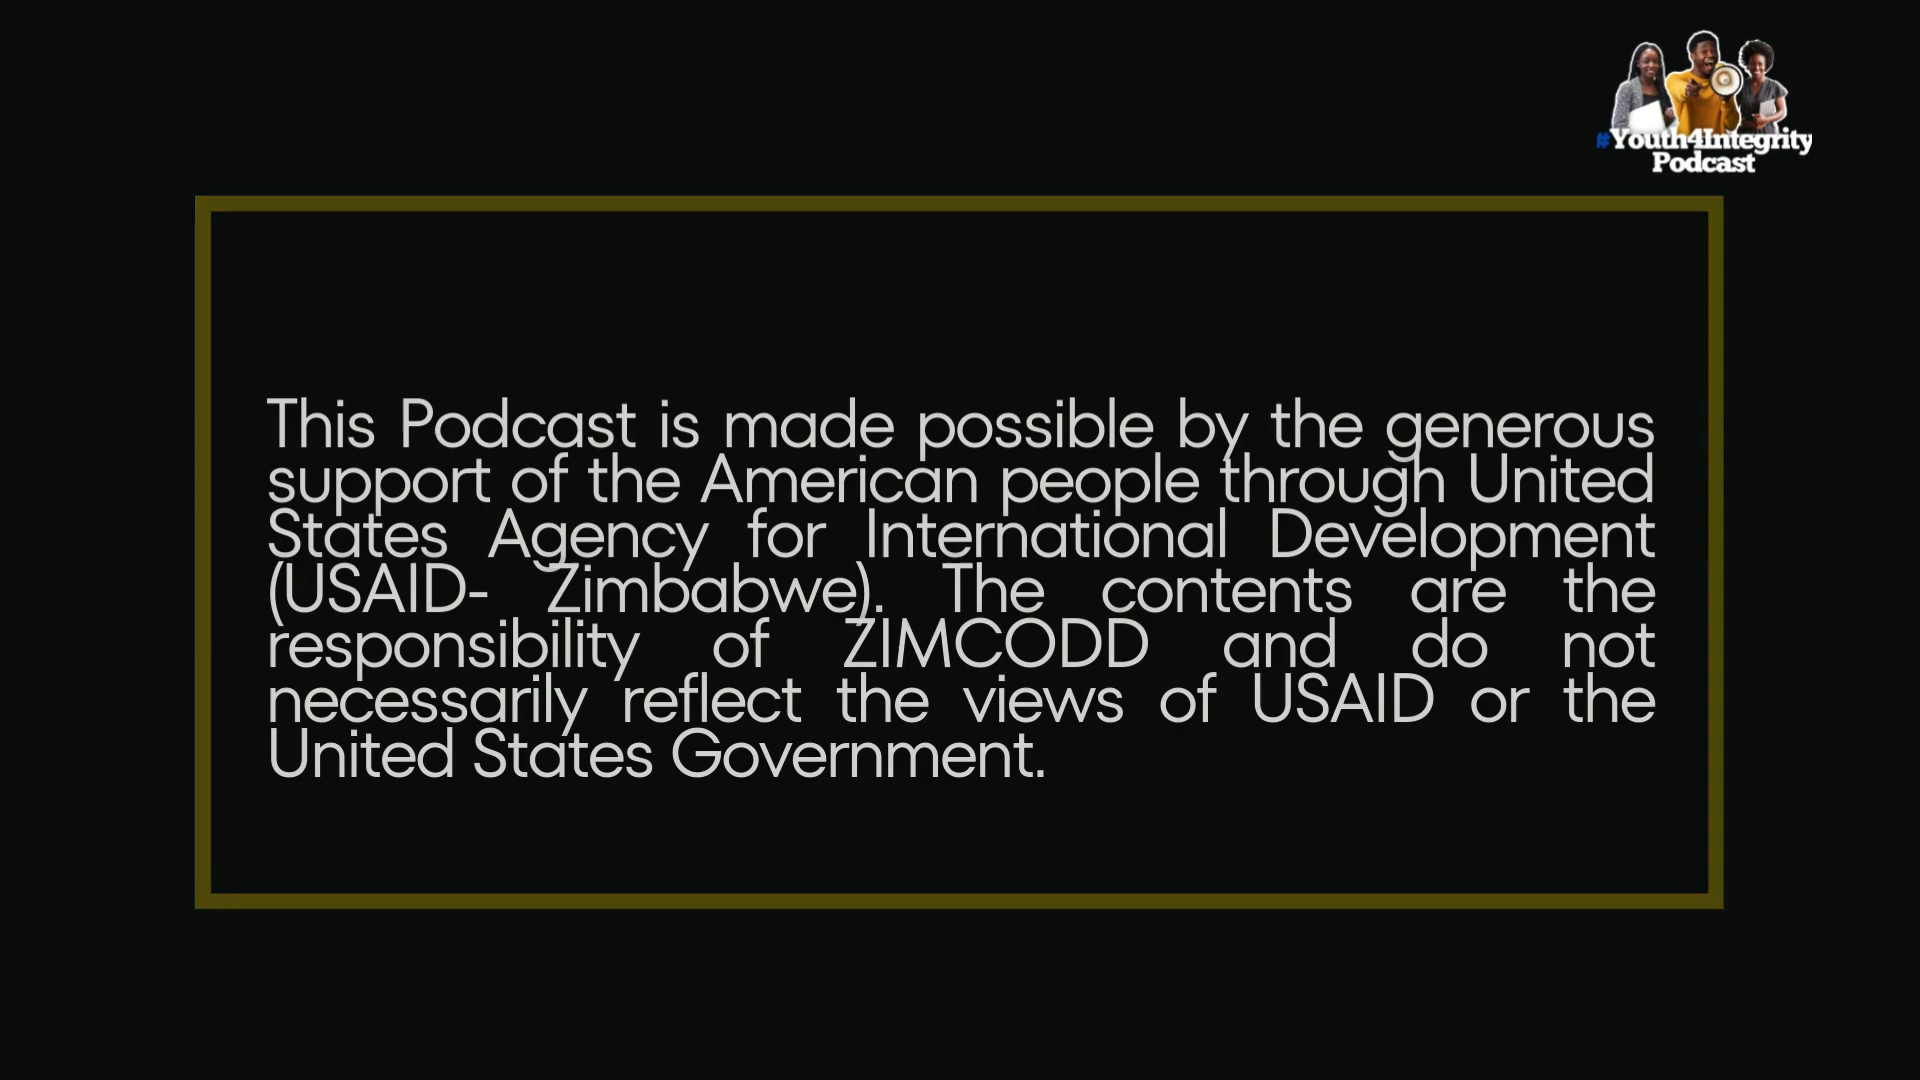 #Youth4Integrity
Podcast
This Podcast is made possible by the generous
support of the American people through United
States Agency for International Development
(USAID- Zimbabwe). The contents are the
responsibility of ZIMCODD and do not
necessarily reflect the views of USAID or the
United States Government.